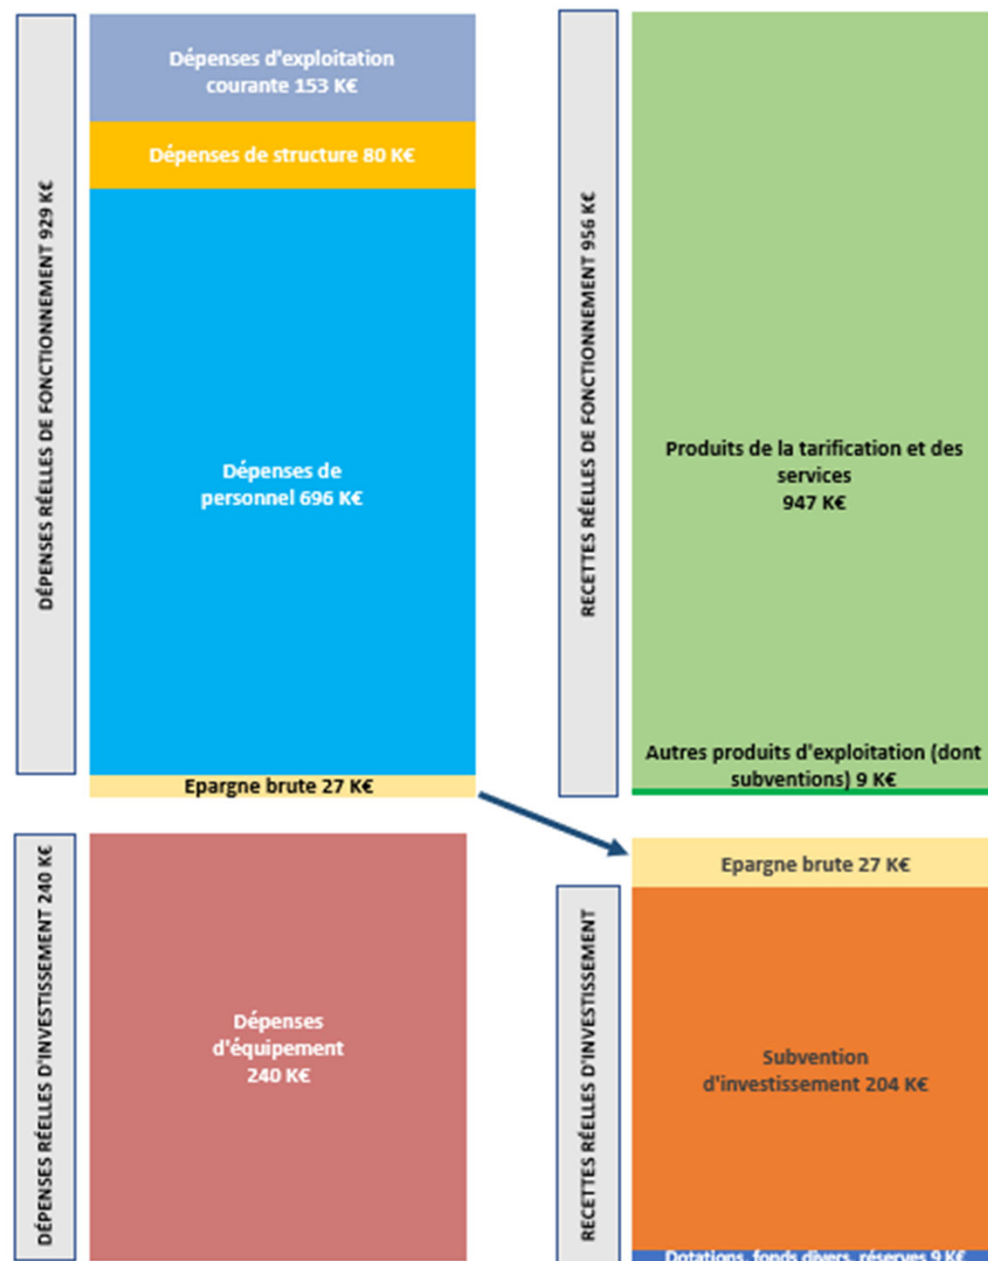 DÉPENSES RÉELLES DE FONCTIONNEMENT 929 K€
Dépenses d'exploitation
courante 153 K€
Dépenses de structure 80 K€
Dépenses de
personnel 696 K€
Epargne brute 27 K€
RECETTES RÉELLES DE FONCTIONNEMENT 956 K€
Produits de la tarification et des
services
947 K€
Autres produits d'exploitation (dont
subventions) 9 K€
DÉPENSES RÉELLES D'INVESTISSEMENT 240 K€
Dépenses
d'équipement
240 K€
Epargne brute 27 K€
RECETTES RÉELLES D'INVESTISSEMENT
Subvention
d'investissement 204 K€
Dotations, fonds divers, réserves 9 K€